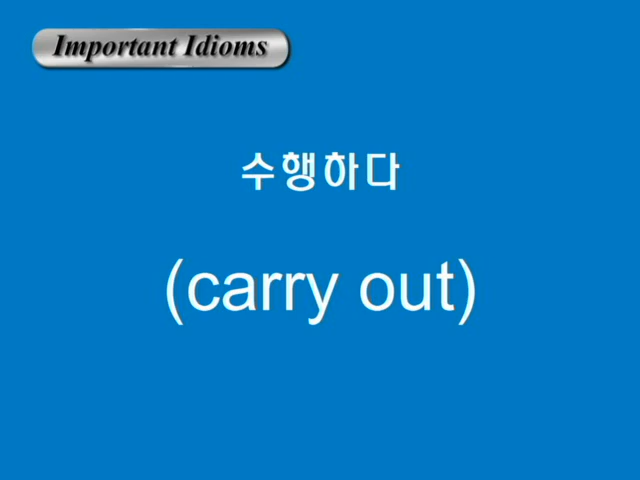 Important Idioms
수행하다
(carry out)